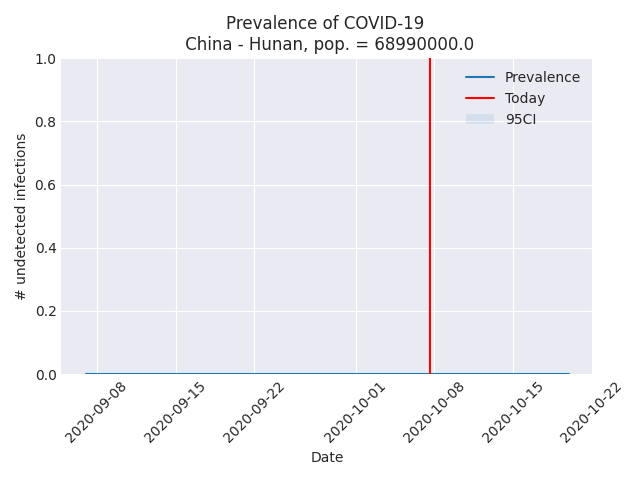 Prevalence of COVID-19
China - Hunan, pop. = 68990000.0
Prevalence
Today
95CI
1.0
0.8
0.6
0.4
0.2
0.0
# undetected infections
2020-09-08
2020-09-15
2020-09-22
2020-10-01
2020-10-08
2020-10-15
2020-10-22
Date